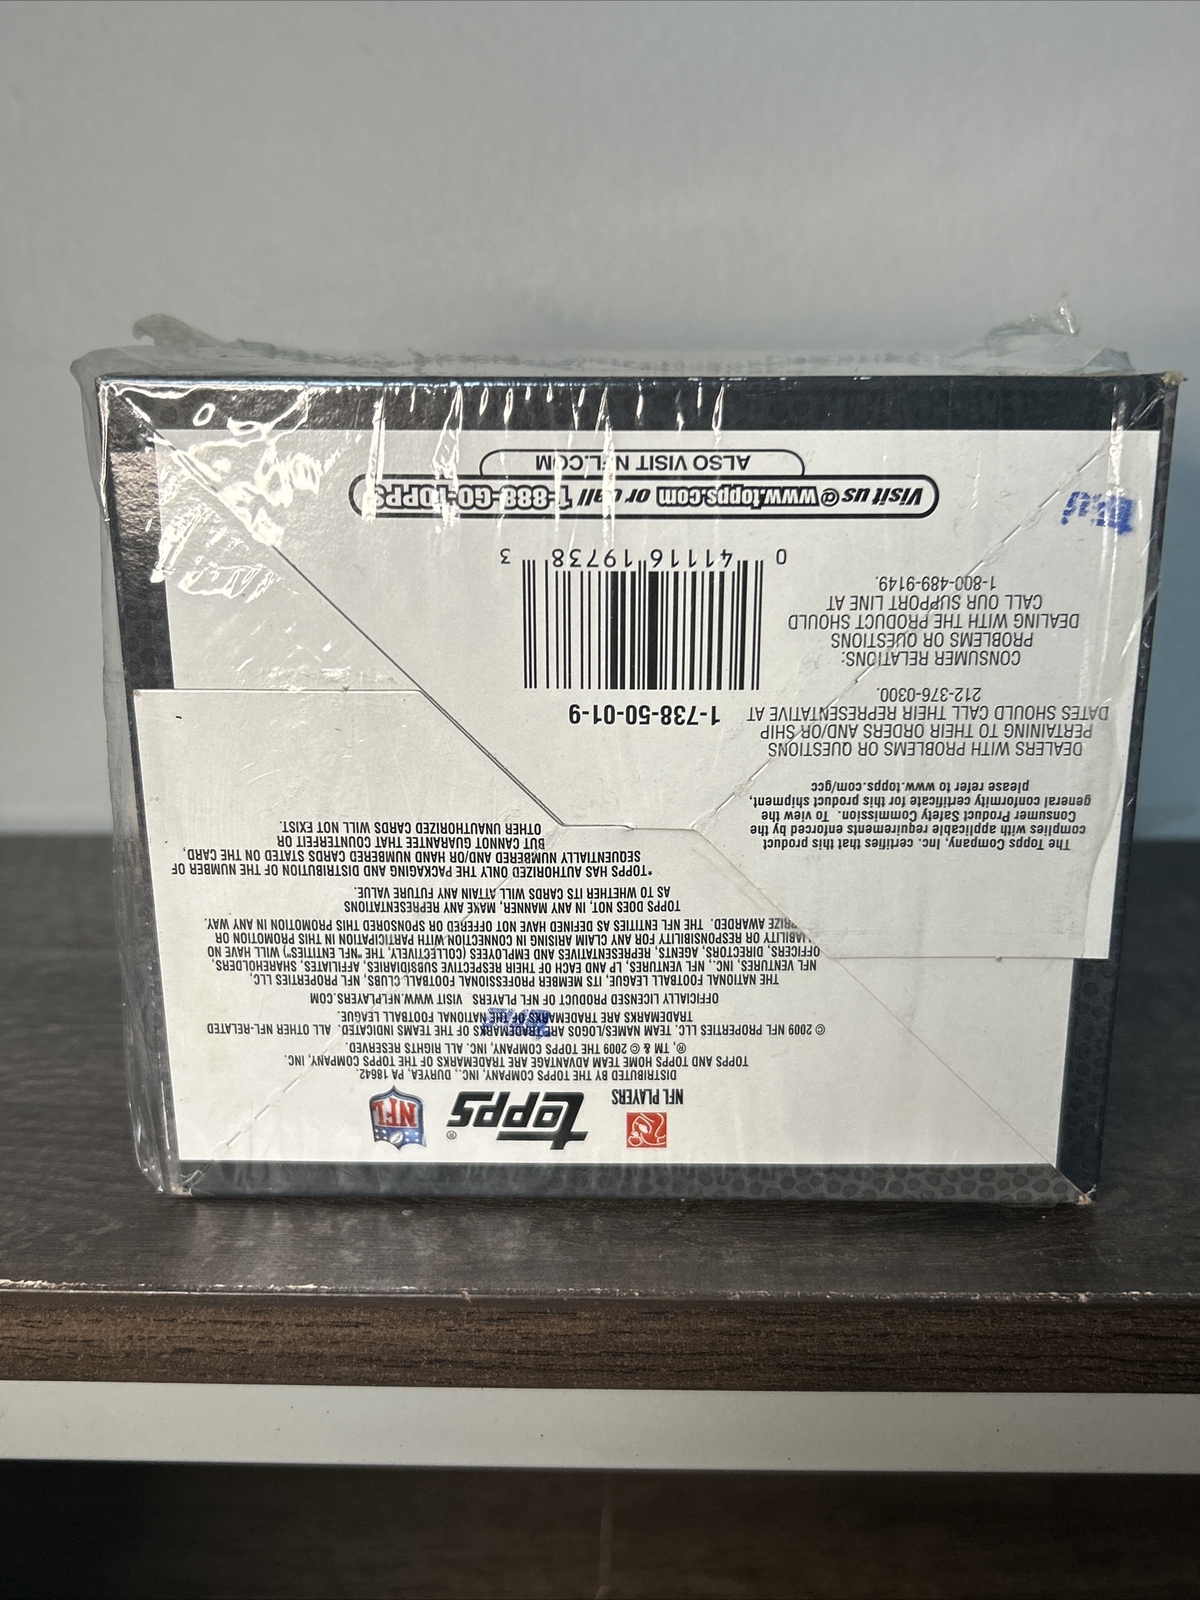 NFL PLAYERS
topps®
NFL
DISTRIBUTED BY THE TOPPS COMPANY, INC., DURYEA, PA 18642.
TOPPS AND TOPPS HOME TEAM ADVANTAGE ARE TRADEMARKS OF THE TOPPS COMPANY, INC.
®, TM & © 2009 THE TOPPS COMPANY, INC. ALL RIGHTS RESERVED.
© 2009 NFL PROPERTIES LLC. TEAM NAMES/LOGOS ARE TRADEMARKS OF THE TEAMS INDICATED. ALL OTHER NFL-RELATED
TRADEMARKS ARE TRADEMARKS OF THE NATIONAL FOOTBALL LEAGUE.
OFFICIALLY LICENSED PRODUCT OF NFL PLAYERS VISIT WWW.NFLPLAYERS.COM
THE NATIONAL FOOTBALL LEAGUE, ITS MEMBER PROFESSIONAL FOOTBALL CLUBS, NFL PROPERTIES LLC,
NFL VENTURES, INC., NFL VENTURES, LP AND EACH OF THEIR RESPECTIVE SUBSIDIARIES, AFFILIATES, SHAREHOLDERS,
OFFICERS, DIRECTORS, AGENTS, REPRESENTATIVES AND EMPLOYEES (COLLECTIVELY, THE "NFL ENTITIES") WILL HAVE NO
LIABILITY OR RESPONSIBILITY FOR ANY CLAIM ARISING IN CONNECTION WITH PARTICIPATION IN THIS PROMOTION OR
PRIZE AWARDED. THE NFL ENTITIES AS DEFINED HAVE NOT OFFERED OR SPONSORED THIS PROMOTION IN ANY WAY.
TOPPS DOES NOT, IN ANY MANNER, MAKE ANY REPRESENTATIONS
AS TO WHETHER ITS CARDS WILL ATTAIN ANY FUTURE VALUE.
*TOPPS HAS AUTHORIZED ONLY THE PACKAGING AND DISTRIBUTION OF THE NUMBER OF
SEQUENTIALLY NUMBERED AND/OR HAND NUMBERED CARDS STATED ON THE CARD,
BUT CANNOT GUARANTEE THAT COUNTERFEIT OR
OTHER UNAUTHORIZED CARDS WILL NOT EXIST.
The Topps Company, Inc. certifies that this product
complies with applicable requirements enforced by the
Consumer Product Safety Commission. To view the
general conformity certificate for this product shipment,
please refer to www.topps.com/gcc
DEALERS WITH PROBLEMS OR QUESTIONS
PERTAINING TO THEIR ORDERS AND/OR SHIP
DATES SHOULD CALL THEIR REPRESENTATIVE AT
212-376-0300.
CONSUMER RELATIONS:
PROBLEMS OR QUESTIONS
DEALING WITH THE PRODUCT SHOULD
CALL OUR SUPPORT LINE AT
1-800-489-9149.
1-738-50-01-9
0 41116 19738 3
Visit us @ www.topps.com or call 1-888-GO-TOPPS
ALSO VISIT NFL.COM